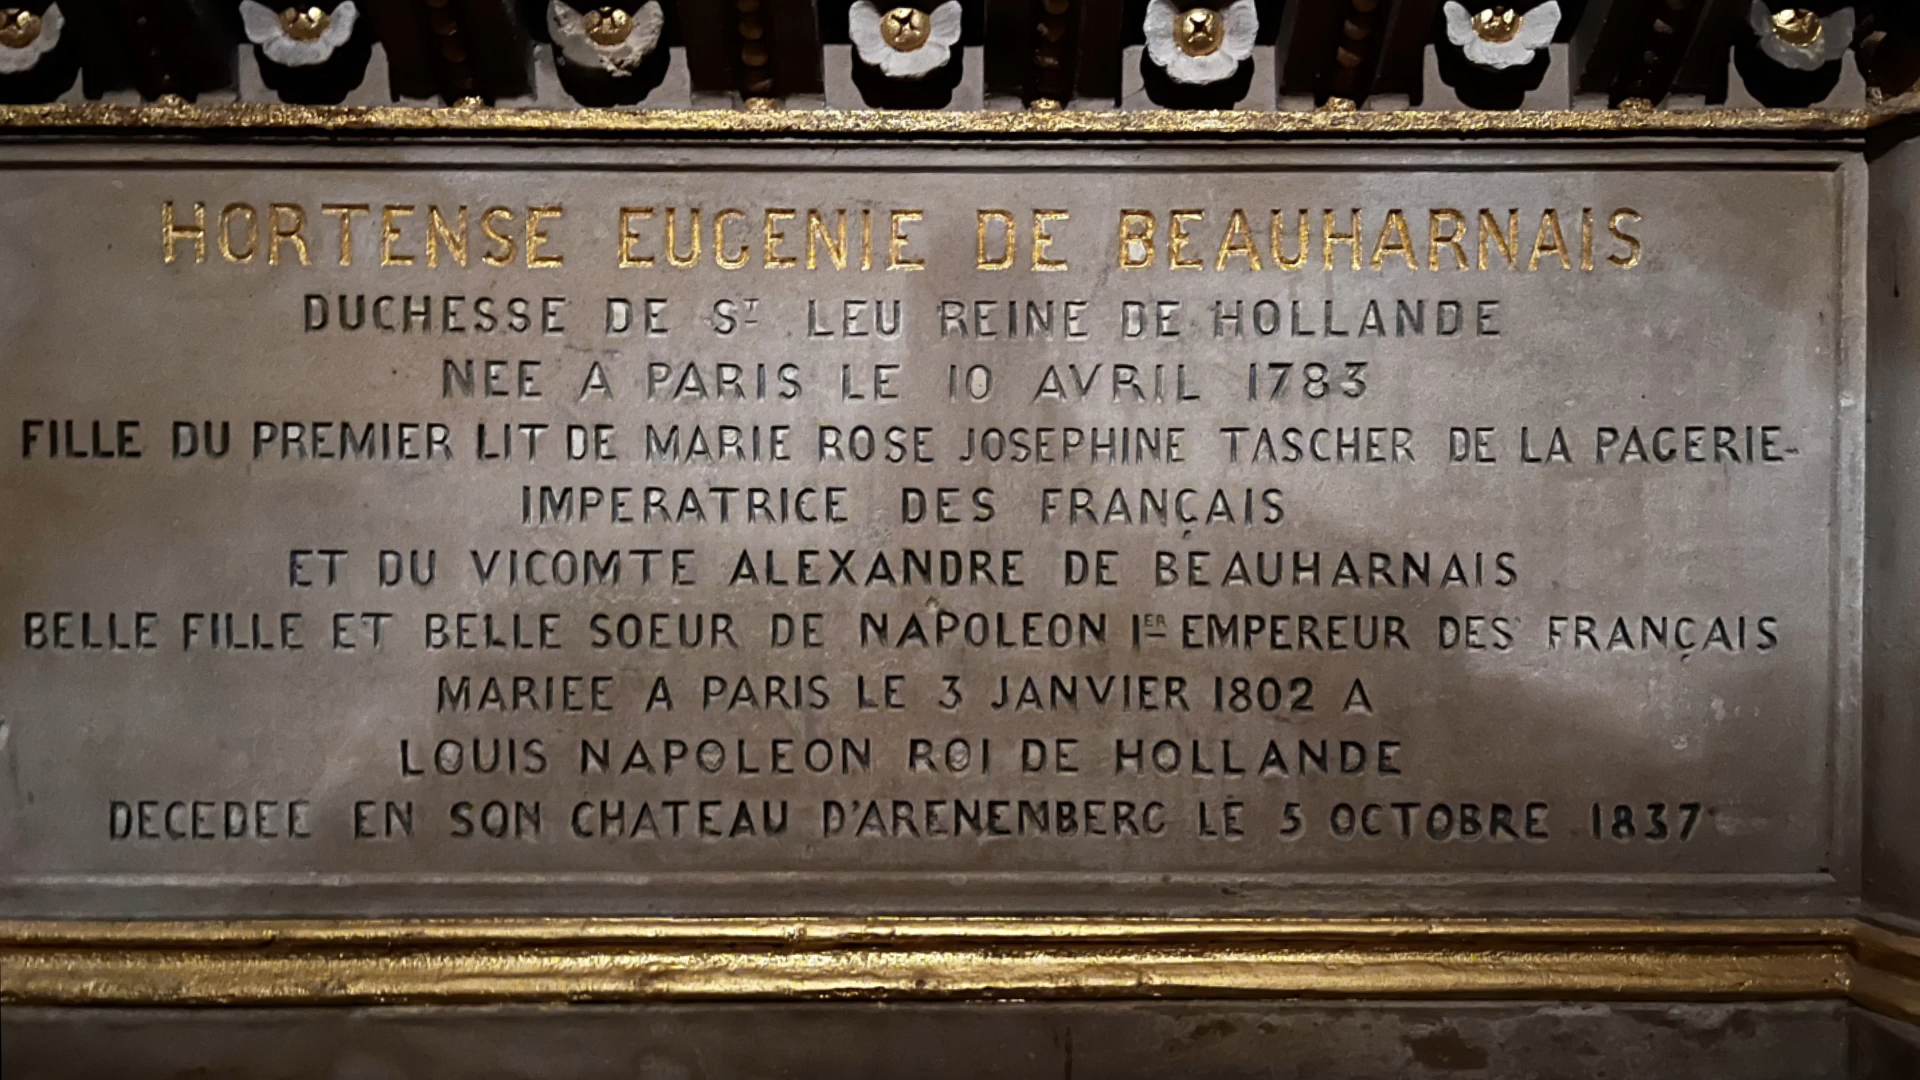 HORTENSE EUGENIE DE BEAUHARNAIS
DUCHESSE DE ST LEU REINE DE HOLLANDE
NEE A PARIS LE 10 AVRIL 1783
FILLE DU PREMIER LIT DE MARIE ROSE JOSEPHINE TASCHER DE LA PAGERIE-
IMPERATRICE DES FRANÇAIS
ET DU VICOMTE ALEXANDRE DE BEAUHARNAIS
BELLE FILLE ET BELLE SOEUR DE NAPOLEON IER EMPEREUR DES FRANÇAIS
MARIEE A PARIS LE 3 JANVIER 1802 A
LOUIS NAPOLEON ROI DE HOLLANDE
DECEDEE EN SON CHATEAU D'ARENEMBERG LE 5 OCTOBRE 1837